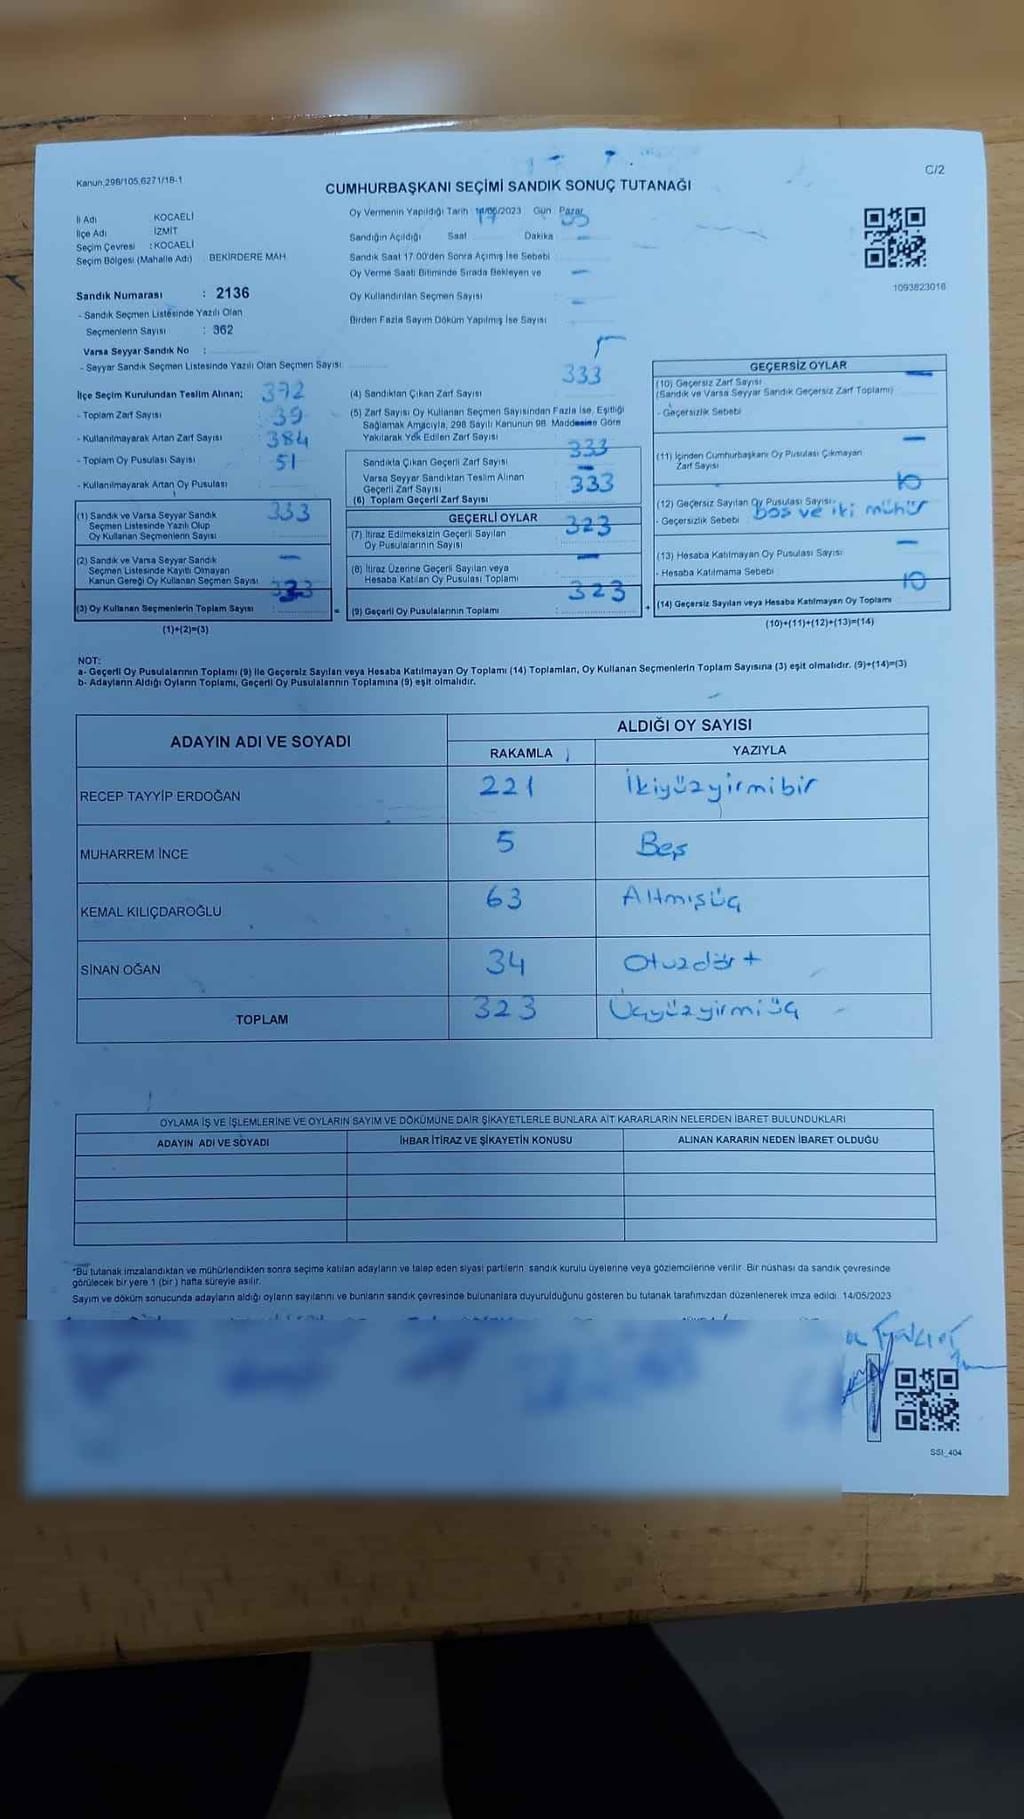 Kanun 298/105,6271/18-1
C/2
CUMHURBAŞKANI SEÇİMİ SANDIK SONUÇ TUTANAĞI
İl Adı : KOCAELİ
İlçe Adı : İZMİT
Seçim Çevresi : KOCAELİ
Seçim Bölgesi (Mahalle Adı) : BEKİRDERE MAH
Sandık Numarası : 2136
- Sandık Seçmen Listesinde Yazılı Olan
Seçmenlerin Sayısı : 362
Varsa Seyyar Sandık No :
- Seyyar Sandık Seçmen Listesinde Yazılı Olan Seçmen Sayısı
Oy Vermenin Yapıldığı Tarih 14/05/2023 Gün Pazar
Sandığın Açıldığı Saat 17 Dakika 55
Sandık Saat 17.00'den Sonra Açımış İse Sebebi
Oy Verme Saati Bitiminde Sırada Bekleyen ve
Oy Kullandırılan Seçmen Sayısı
Birden Fazla Sayım Döküm Yapılmış İse Sayısı
1093823016
İlçe Seçim Kurulundan Teslim Alınan;
- Toplam Zarf Sayısı 372
- Kullanılmayarak Artan Zarf Sayısı 39
- Toplam Oy Pusulası Sayısı 384
- Kullanılmayarak Artan Oy Pusulası 51
(1) Sandık ve Varsa Seyyar Sandık
Seçmen Listesinde Yazılı Olup
Oy Kullanan Seçmenlerin Sayısı 333
(2) Sandık ve Varsa Seyyar Sandık
Seçmen Listesinde Kayıtlı Olmayan
Kanun Gereği Oy Kullanan Seçmen Sayısı
(3) Oy Kullanan Seçmenlerin Toplam Sayısı 333
(1)+(2)=(3)
(4) Sandıktan Çıkan Zarf Sayısı 333
(5) Zarf Sayısı Oy Kullanan Seçmen Sayısından Fazla İse, Eşitliği
Sağlamak Amacıyla, 298 Sayılı Kanunun 98. Maddesine Göre
Yakılarak Yok Edilen Zarf Sayısı
Sandıkta Çıkan Geçerli Zarf Sayısı 333
Varsa Seyyar Sandıktan Teslim Alınan
Geçerli Zarf Sayısı
(6) Toplam Geçerli Zarf Sayısı 333
GEÇERLİ OYLAR
(7) İtiraz Edilmeksizin Geçerli Sayılan
Oy Pusulalarının Sayısı 323
(8) İtiraz Üzerine Geçerli Sayılan veya
Hesaba Katılan Oy Pusulası Toplamı
= (9) Geçerli Oy Pusulalarının Toplamı 323
GEÇERSİZ OYLAR
(10) Geçersiz Zarf Sayısı
(Sandık ve Varsa Seyyar Sandık Geçersiz Zarf Toplamı)
- Geçersizlik Sebebi
(11) İçinden Cumhurbaşkanı Oy Pusulası Çıkmayan
Zarf Sayısı
(12) Geçersiz Sayılan Oy Pusulası Sayısı 10
- Geçersizlik Sebebi boş ve iki mühür
(13) Hesaba Katılmayan Oy Pusulası Sayısı
- Hesaba Katılmama Sebebi
+ (14) Geçersiz Sayılan veya Hesaba Katılmayan Oy Toplamı 10
(10)+(11)+(12)+(13)=(14)
NOT:
a- Geçerli Oy Pusulalarının Toplamı (9) ile Geçersiz Sayılan veya Hesaba Katılmayan Oy Toplamı (14) Toplamları, Oy Kullanan Seçmenlerin Toplam Sayısına (3) eşit olmalıdır. (9)+(14)=(3)
b- Adayların Aldığı Oyların Toplamı, Geçerli Oy Pusulalarının Toplamına (9) eşit olmalıdır.
ADAYIN ADI VE SOYADI
ALDIĞI OY SAYISI
RAKAMLA YAZIYLA
RECEP TAYYİP ERDOĞAN 221 İkiyüzyirmibir
MUHARREM İNCE 5 Beş
KEMAL KILIÇDAROĞLU 63 Altmışüç
SİNAN OĞAN 34 Otuzdört
TOPLAM 323 Üçyüzyirmiüç
OYLAMA İŞ VE İŞLEMLERİNE VE OYLARIN SAYIM VE DÖKÜMÜNE DAİR ŞİKAYETLERLE BUNLARA AİT KARARLARIN NELERDEN İBARET BULUNDUKLARI
ADAYIN ADI VE SOYADI İHBAR İTİRAZ VE ŞİKAYETİN KONUSU ALINAN KARARIN NEDEN İBARET OLDUĞU
*Bu tutanak imzalandıktan ve mühürlendikten sonra seçime katılan adayların ve talep eden siyasi partilerin sandık kurulu üyelerine veya gözlemcilerine verilir. Bir nüshası da sandık çevresinde
görülecek bir yere 1 (bir) hafta süreyle asılır.
Sayım ve döküm sonucunda adayların aldığı oyların sayılarını ve bunların sandık çevresinde bulunanlara duyurulduğunu gösteren bu tutanak tarafımızdan düzenlenerek imza edildi. 14/05/2023
SSI_404